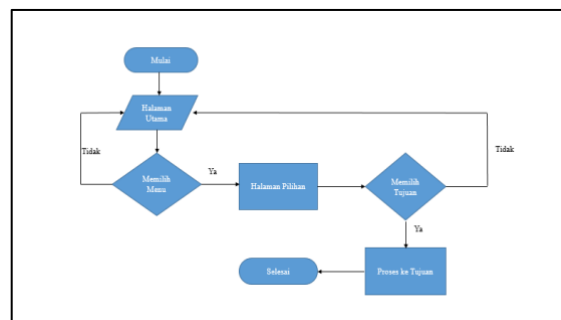 Mulai
Halaman
Utama
Tidak
Memilih
Menu
Ya
Halaman Pilihan
Memilih
Tujuan
Tidak
Ya
Proses ke Tujuan
Selesai